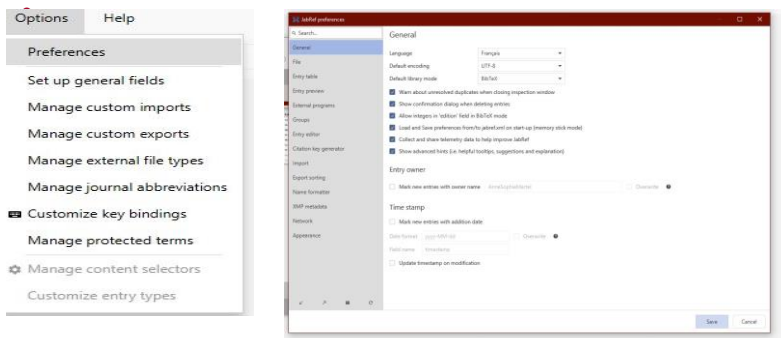 Options Help
Preferences
Set up general fields
Manage custom imports
Manage custom exports
Manage external file types
Manage journal abbreviations
Customize key bindings
Manage protected terms
Manage content selectors
Customize entry types
JabRef preferences
Search...
General
File
Entry table
Entry preview
External programs
Groups
Entry editor
Citation key generator
Import
Export sorting
Name formatter
XMP metadata
Network
Appearance
General
Language Français
Default encoding UTF-8
Default library mode BibTeX
Warn about unresolved duplicates when closing inspection window
Show confirmation dialog when deleting entries
Allow integers in 'edition' field in BibTeX mode
Load and Save preferences from/to jabref.xml on start-up (memory stick mode)
Collect and share telemetry data to help improve JabRef
Show advanced hints (i.e. helpful tooltips, suggestions and explanation)
Entry owner
Mark new entries with owner name Overwrite
Time stamp
Mark new entries with addition date
Date format yyyy-MM-dd Overwrite
Field name timestamp
Update timestamp on modification
Save Cancel